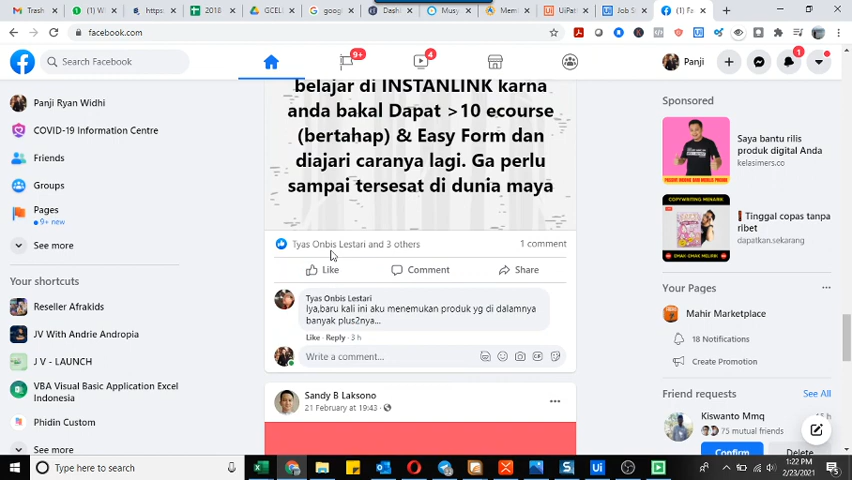 Trash
(1) W
https:
2018
GCEL
googl
Dash
Musy
Mem
UiPat
Job S
(1) Fa
facebook.com
Search Facebook
9+
4
Panji
1
Panji Ryan Widhi
COVID-19 Information Centre
Friends
Groups
Pages
9+ new
See more
Your shortcuts
Reseller Afrakids
JV With Andrie Andropia
J V - LAUNCH
VBA Visual Basic Application Excel
Indonesia
Phidin Custom
See more
belajar di INSTANLINK karna
anda bakal Dapat >10 ecourse
(bertahap) & Easy Form dan
diajari caranya lagi. Ga perlu
sampai tersesat di dunia maya
Tyas Onbis Lestari and 3 others
1 comment
Like
Comment
Share
Tyas Onbis Lestari
Iya,baru kali ini aku menemukan produk yg di dalamnya
banyak plus2nya...
Like · Reply · 3 h
Write a comment...
Sandy B Laksono
21 February at 19:43 ·
Sponsored
Saya bantu rilis
produk digital Anda
kelasimers.co
COPYWRITING MENARIK
Tinggal copas tanpa
ribet
dapatkan.sekarang
Your Pages
Mahir Marketplace
18 Notifications
Create Promotion
Friend requests
See All
Kiswanto Mmq
75 mutual friends
Confirm
Delete
Type here to search
1:22 PM
2/23/2021